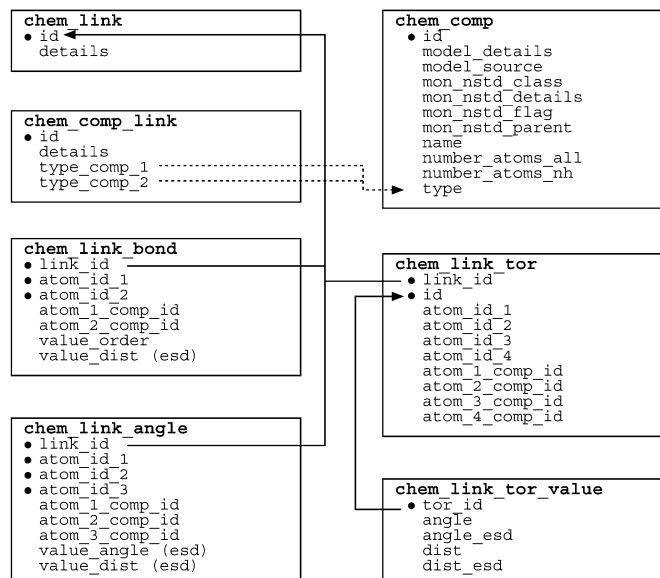 chem_link
● id
details
chem_comp_link
● id
details
type_comp_1
type_comp_2
chem_link_bond
● link_id
● atom_id_1
● atom_id_2
atom_1_comp_id
atom_2_comp_id
value_order
value_dist (esd)
chem_link_angle
● link_id
● atom_id_1
● atom_id_2
● atom_id_3
atom_1_comp_id
atom_2_comp_id
atom_3_comp_id
value_angle (esd)
value_dist (esd)
chem_comp
● id
model_details
model_source
mon_nstd_class
mon_nstd_details
mon_nstd_flag
mon_nstd_parent
name
number_atoms_all
number_atoms_nh
type
chem_link_tor
● link_id
● id
atom_id_1
atom_id_2
atom_id_3
atom_id_4
atom_1_comp_id
atom_2_comp_id
atom_3_comp_id
atom_4_comp_id
chem_link_tor_value
● tor_id
angle
angle_esd
dist
dist_esd